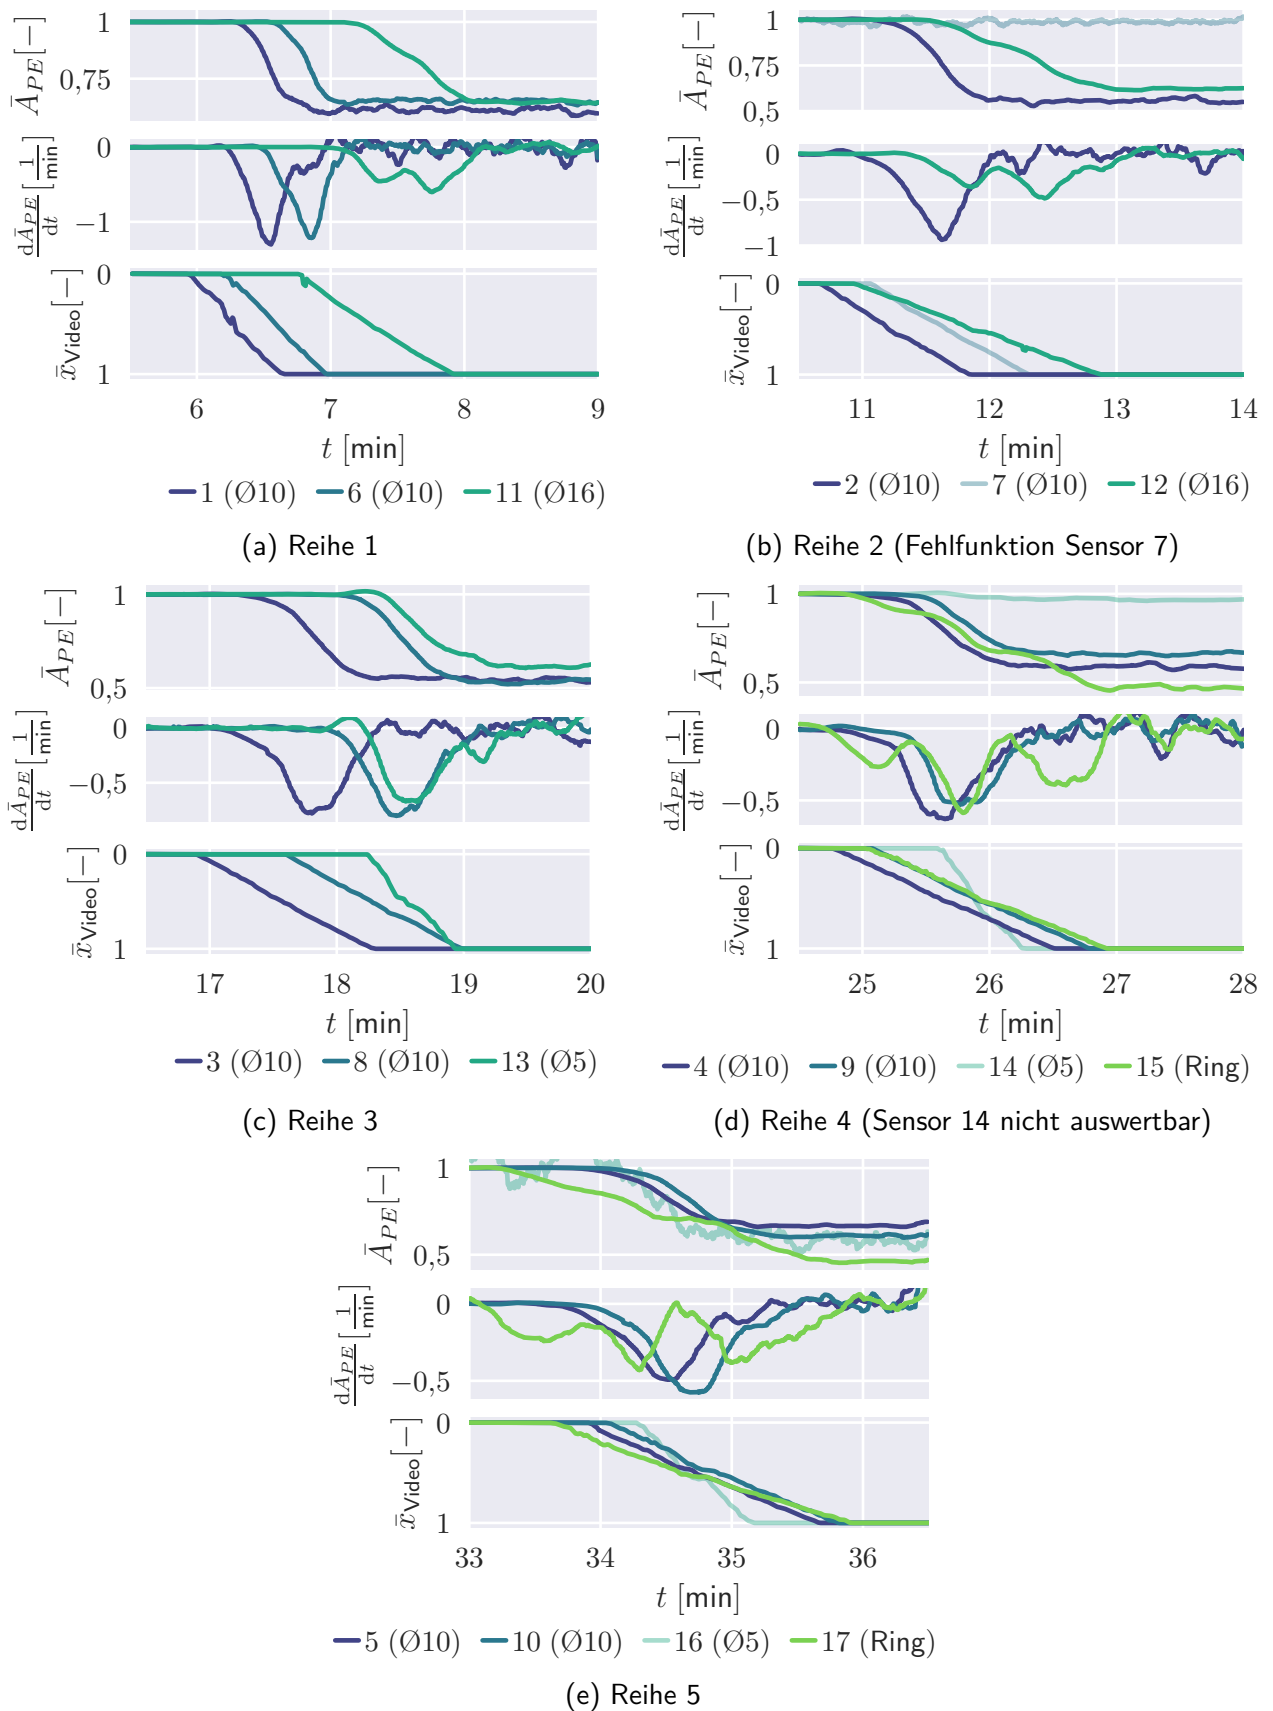 1
0,75
Ā_PE[−]
0
−1
dĀ_PE/dt [1/min]
0
1
x̄_Video[−]
6 7 8 9
t [min]
1 (Ø10) 6 (Ø10) 11 (Ø16)
(a) Reihe 1
1
0,75
0,5
Ā_PE[−]
0
−0,5
−1
dĀ_PE/dt [1/min]
0
1
x̄_Video[−]
11 12 13 14
t [min]
2 (Ø10) 7 (Ø10) 12 (Ø16)
(b) Reihe 2 (Fehlfunktion Sensor 7)
1
0,5
Ā_PE[−]
0
−0,5
dĀ_PE/dt [1/min]
0
1
x̄_Video[−]
17 18 19 20
t [min]
3 (Ø10) 8 (Ø10) 13 (Ø5)
(c) Reihe 3
1
0,5
Ā_PE[−]
0
−0,5
dĀ_PE/dt [1/min]
0
1
x̄_Video[−]
25 26 27 28
t [min]
4 (Ø10) 9 (Ø10) 14 (Ø5) 15 (Ring)
(d) Reihe 4 (Sensor 14 nicht auswertbar)
1
0,5
Ā_PE[−]
0
−0,5
dĀ_PE/dt [1/min]
0
1
x̄_Video[−]
33 34 35 36
t [min]
5 (Ø10) 10 (Ø10) 16 (Ø5) 17 (Ring)
(e) Reihe 5